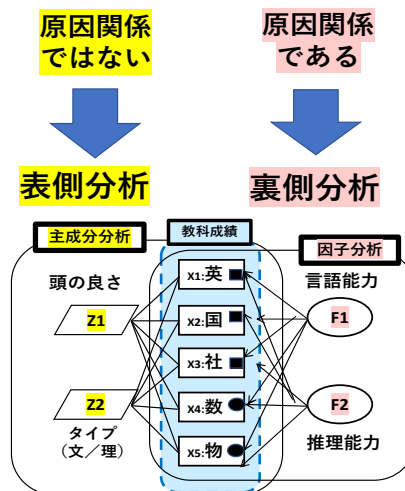 原因関係
ではない
原因関係
である
表側分析
裏側分析
主成分分析
教科成績
因子分析
頭の良さ
言語能力
X1:英
Z1
X2:国
F1
X3:社
Z2
X4:数
F2
タイプ
(文/理)
推理能力
X5:物